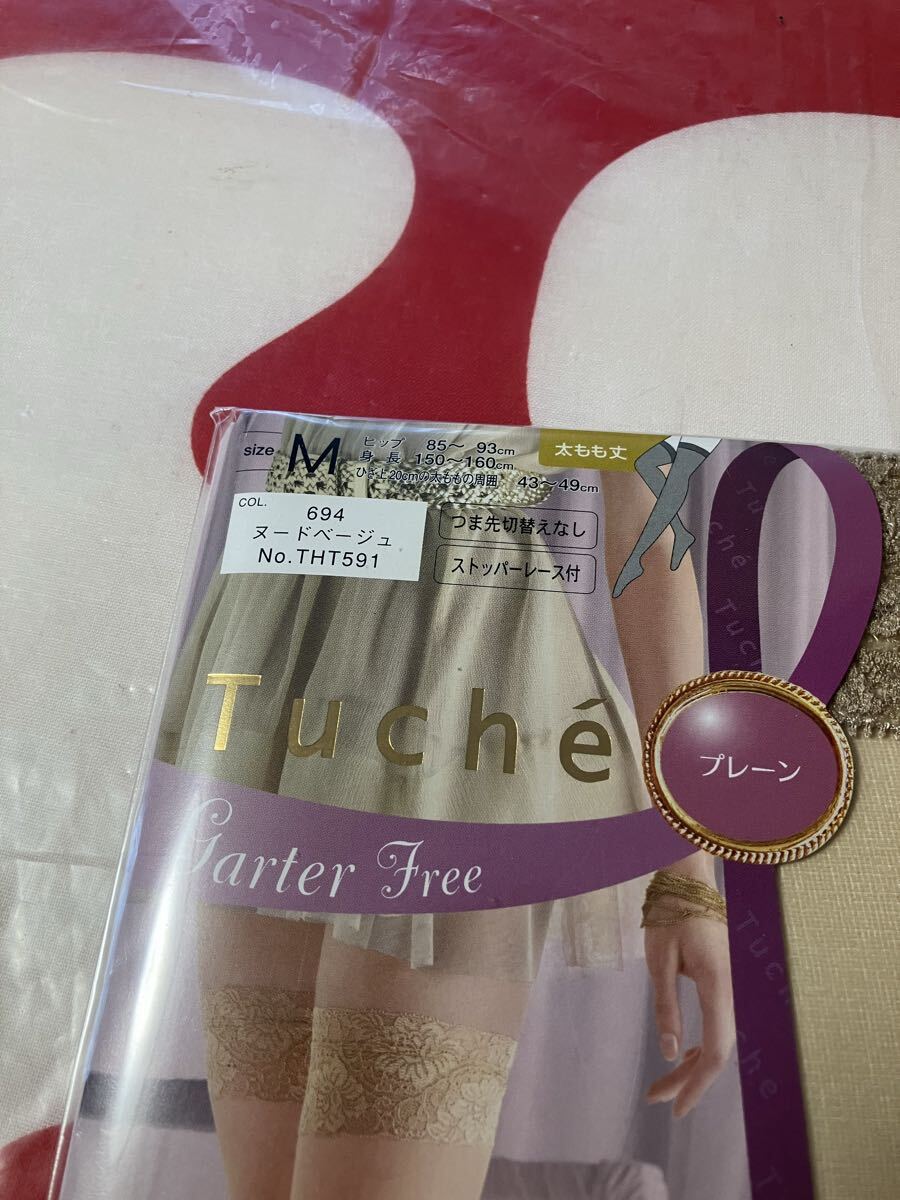 size M
ヒップ 85〜93cm
身長 150〜160cm
ひざ上20cmの太ももの周囲 43〜49cm
太もも丈
COL.
694
ヌードベージュ
No.THT591
つま先切替えなし
ストッパーレース付
Tuché
プレーン
Garter Free
Tuché
Tuché
Tuché